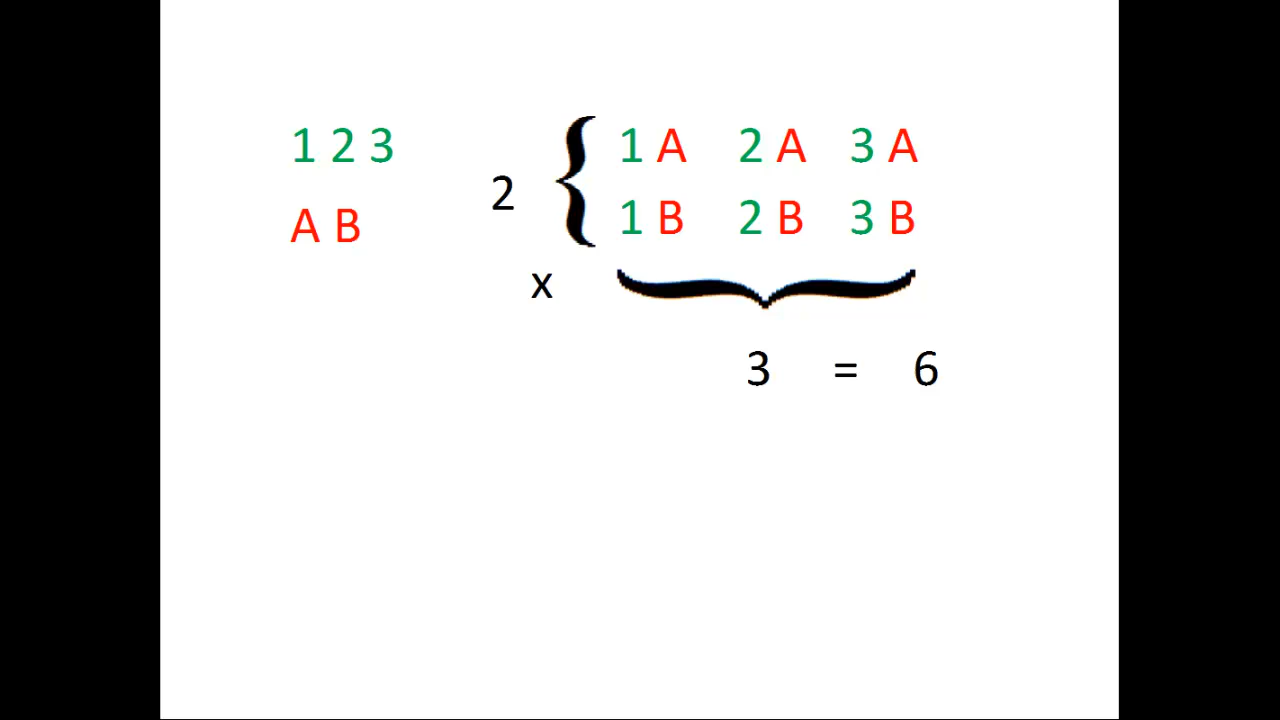 1 2 3
A B
2
1 A 2 A 3 A
1 B 2 B 3 B
x
3 = 6